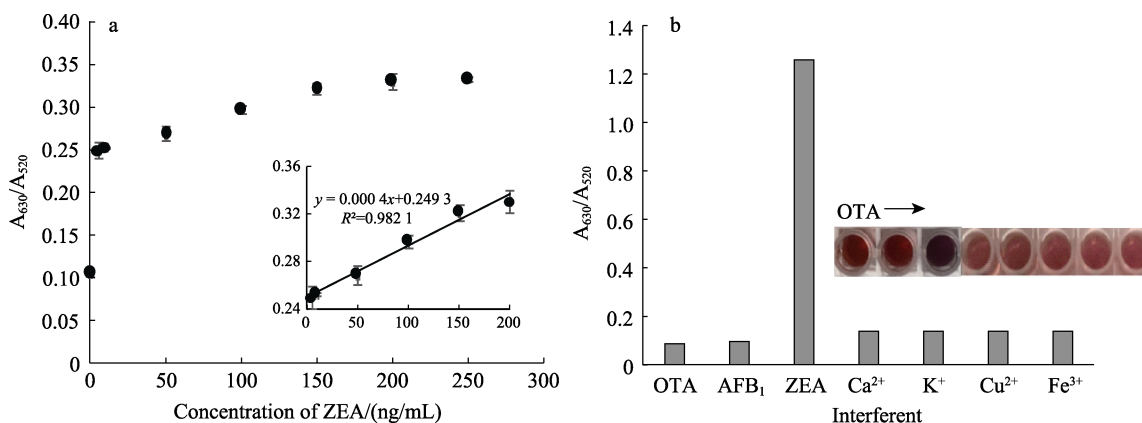 a
0.40
0.35
0.30
0.25
0.20
0.15
0.10
0.05
0
A630/A520
0 50 100 150 200 250 300
Concentration of ZEA/(ng/mL)
0.36
0.32
0.28
0.24
y = 0.000 4x+0.249 3
R²=0.982 1
0 50 100 150 200
b
1.4
1.2
1.0
0.8
0.6
0.4
0.2
0
A630/A520
OTA
OTA AFB1 ZEA Ca²⁺ K⁺ Cu²⁺ Fe³⁺
Interferent